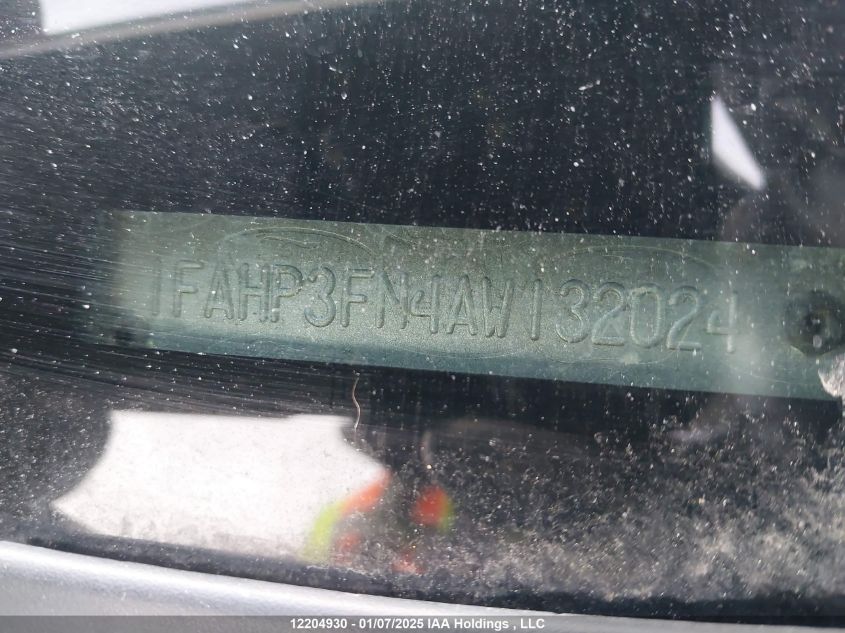 1FAHP3FN4AW132024
12204930 - 01/07/2025 IAA Holdings , LLC